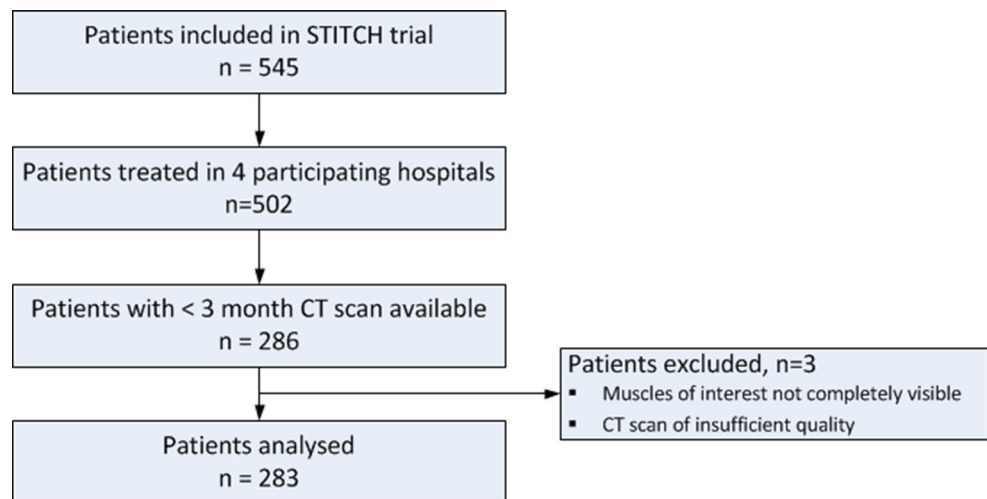 Patients included in STITCH trial
n = 545
Patients treated in 4 participating hospitals
n=502
Patients with < 3 month CT scan available
n = 286
Patients excluded, n=3
▪ Muscles of interest not completely visible
▪ CT scan of insufficient quality
Patients analysed
n = 283